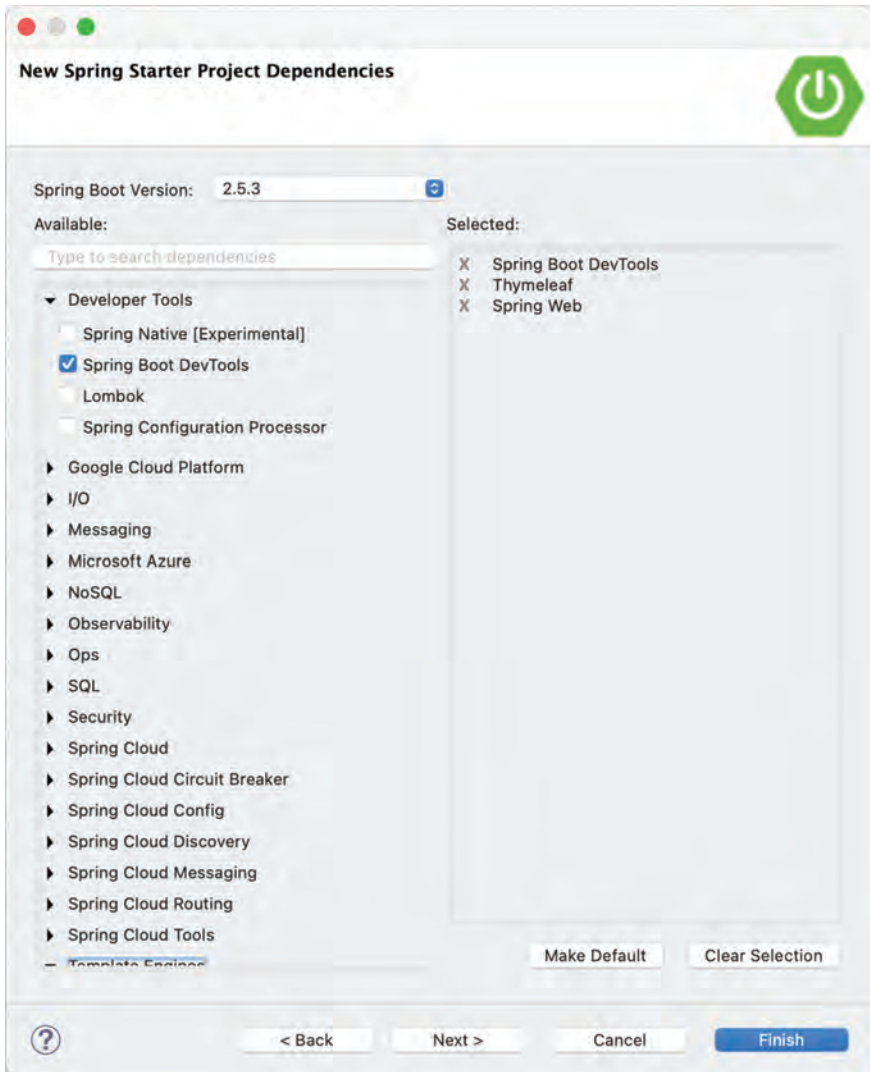 New Spring Starter Project Dependencies
Spring Boot Version: 2.5.3
Available:
Type to search dependencies
Developer Tools
Spring Native [Experimental]
Spring Boot DevTools
Lombok
Spring Configuration Processor
Google Cloud Platform
I/O
Messaging
Microsoft Azure
NoSQL
Observability
Ops
SQL
Security
Spring Cloud
Spring Cloud Circuit Breaker
Spring Cloud Config
Spring Cloud Discovery
Spring Cloud Messaging
Spring Cloud Routing
Spring Cloud Tools
Template Engines
Selected:
X Spring Boot DevTools
X Thymeleaf
X Spring Web
Make Default Clear Selection
? < Back Next > Cancel Finish